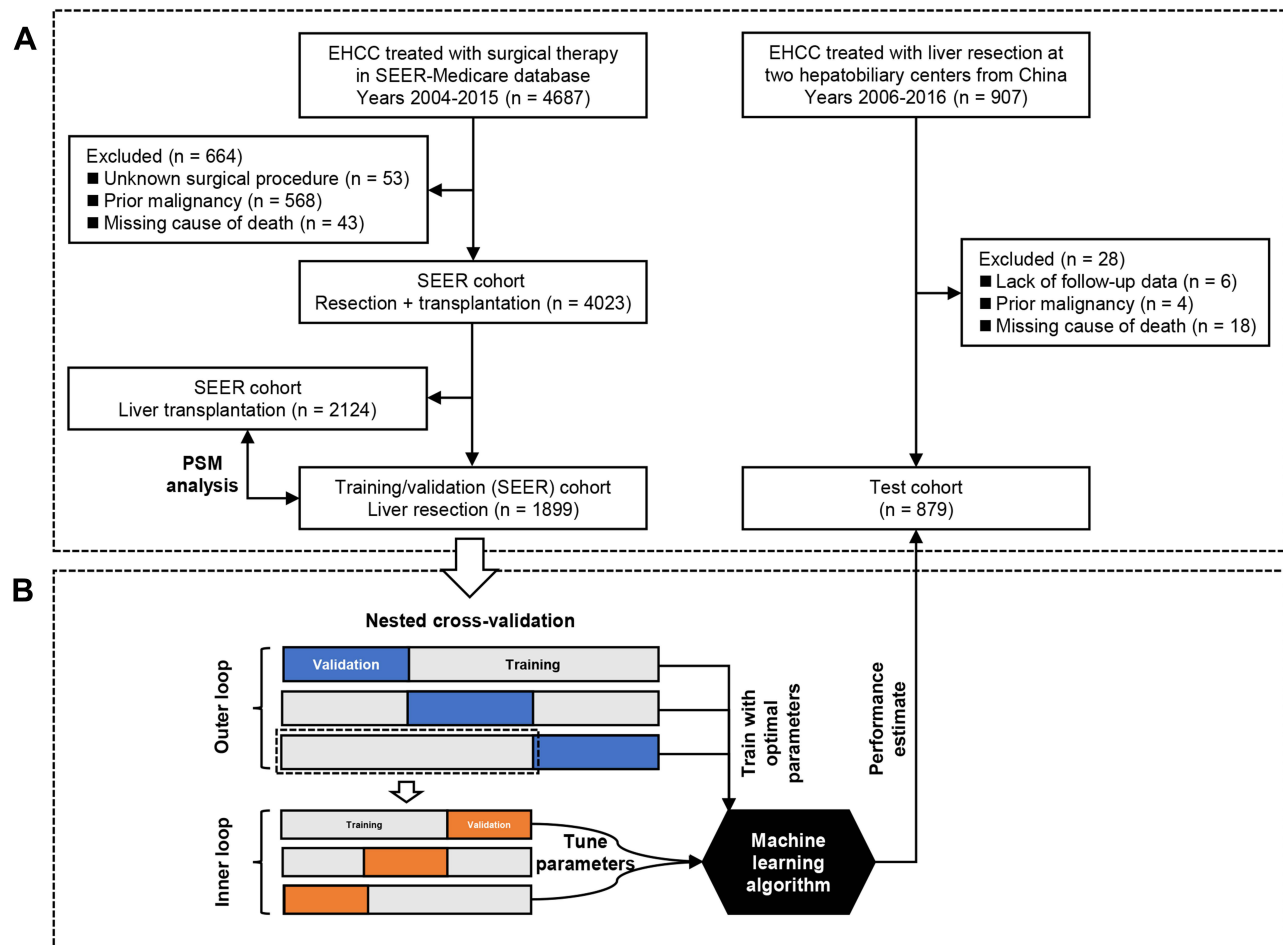 A
EHCC treated with surgical therapy
in SEER-Medicare database
Years 2004-2015 (n = 4687)
EHCC treated with liver resection at
two hepatobiliary centers from China
Years 2006-2016 (n = 907)
Excluded (n = 664)
■ Unknown surgical procedure (n = 53)
■ Prior malignancy (n = 568)
■ Missing cause of death (n = 43)
SEER cohort
Resection + transplantation (n = 4023)
Excluded (n = 28)
■ Lack of follow-up data (n = 6)
■ Prior malignancy (n = 4)
■ Missing cause of death (n = 18)
SEER cohort
Liver transplantation (n = 2124)
PSM
analysis
Training/validation (SEER) cohort
Liver resection (n = 1899)
Test cohort
(n = 879)
B
Nested cross-validation
Outer loop
Validation
Training
Train with
optimal
parameters
Performance
estimate
Inner loop
Training
Validation
Tune
parameters
Machine
learning
algorithm